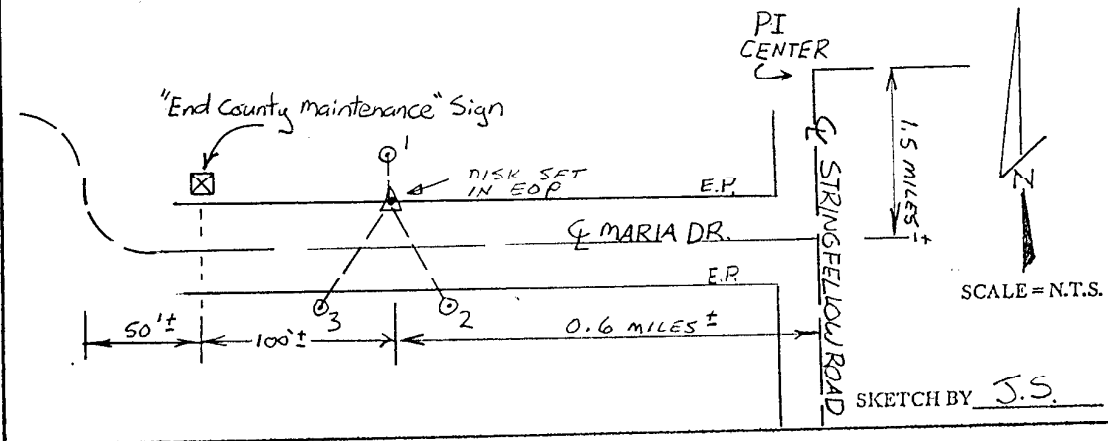 PI
CENTER
"End County maintenance" Sign
1
DISK SET
IN EOP
E.P.
℄ MARIA DR.
E.P.
3
2
50'±
100'±
0.6 MILES±
℄ STRINGFELLOW ROAD
1.5 MILES±
N
SCALE = N.T.S.
SKETCH BY J.S.